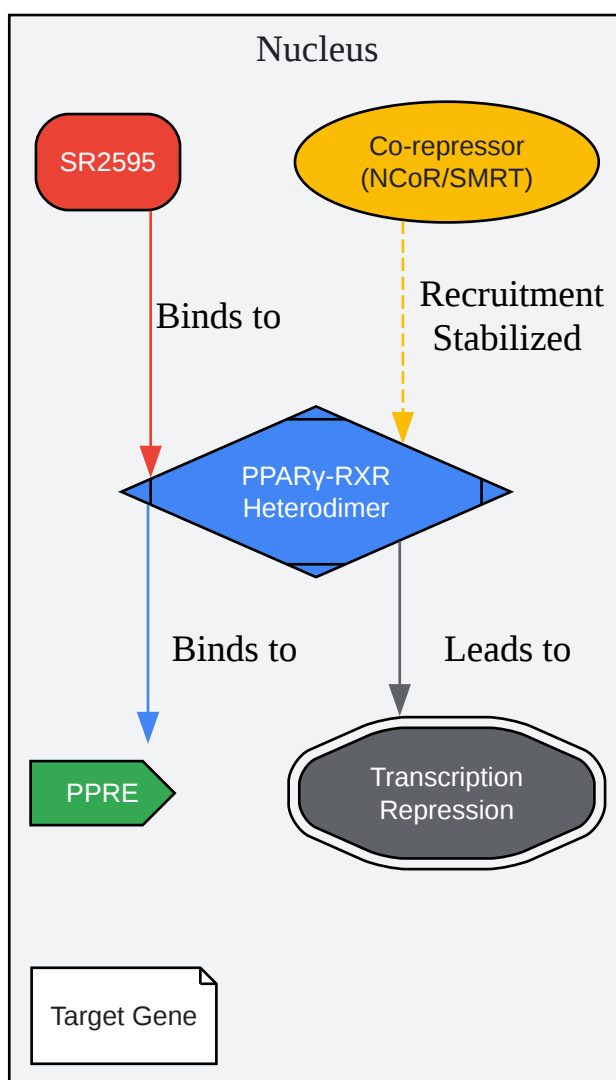 Nucleus
SR2595
Co-repressor
(NCoR/SMRT)
Binds to
Recruitment
Stabilized
PPARγ-RXR
Heterodimer
Binds to
Leads to
PPRE
Transcription
Repression
Target Gene